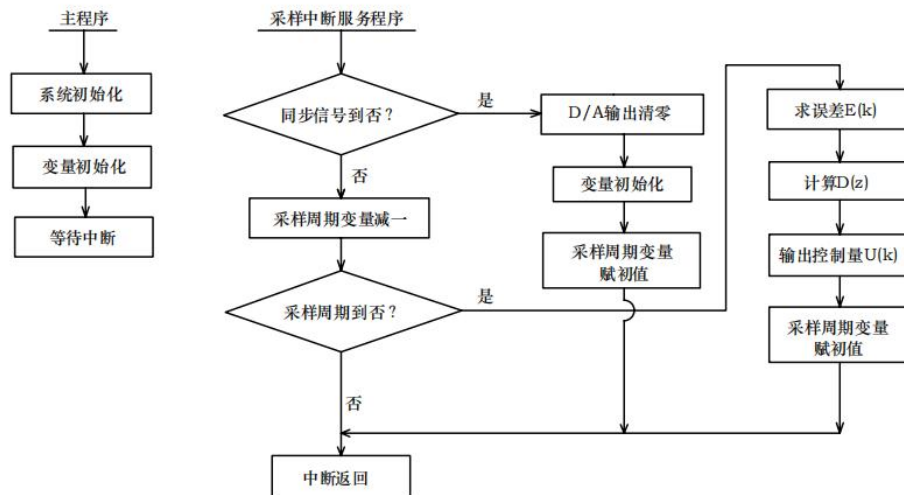 主程序
系统初始化
变量初始化
等待中断
采样中断服务程序
同步信号到否？
是
否
采样周期变量减一
采样周期到否？
是
否
中断返回
D/A输出清零
变量初始化
采样周期变量
赋初值
求误差E(k)
计算D(z)
输出控制量U(k)
采样周期变量
赋初值